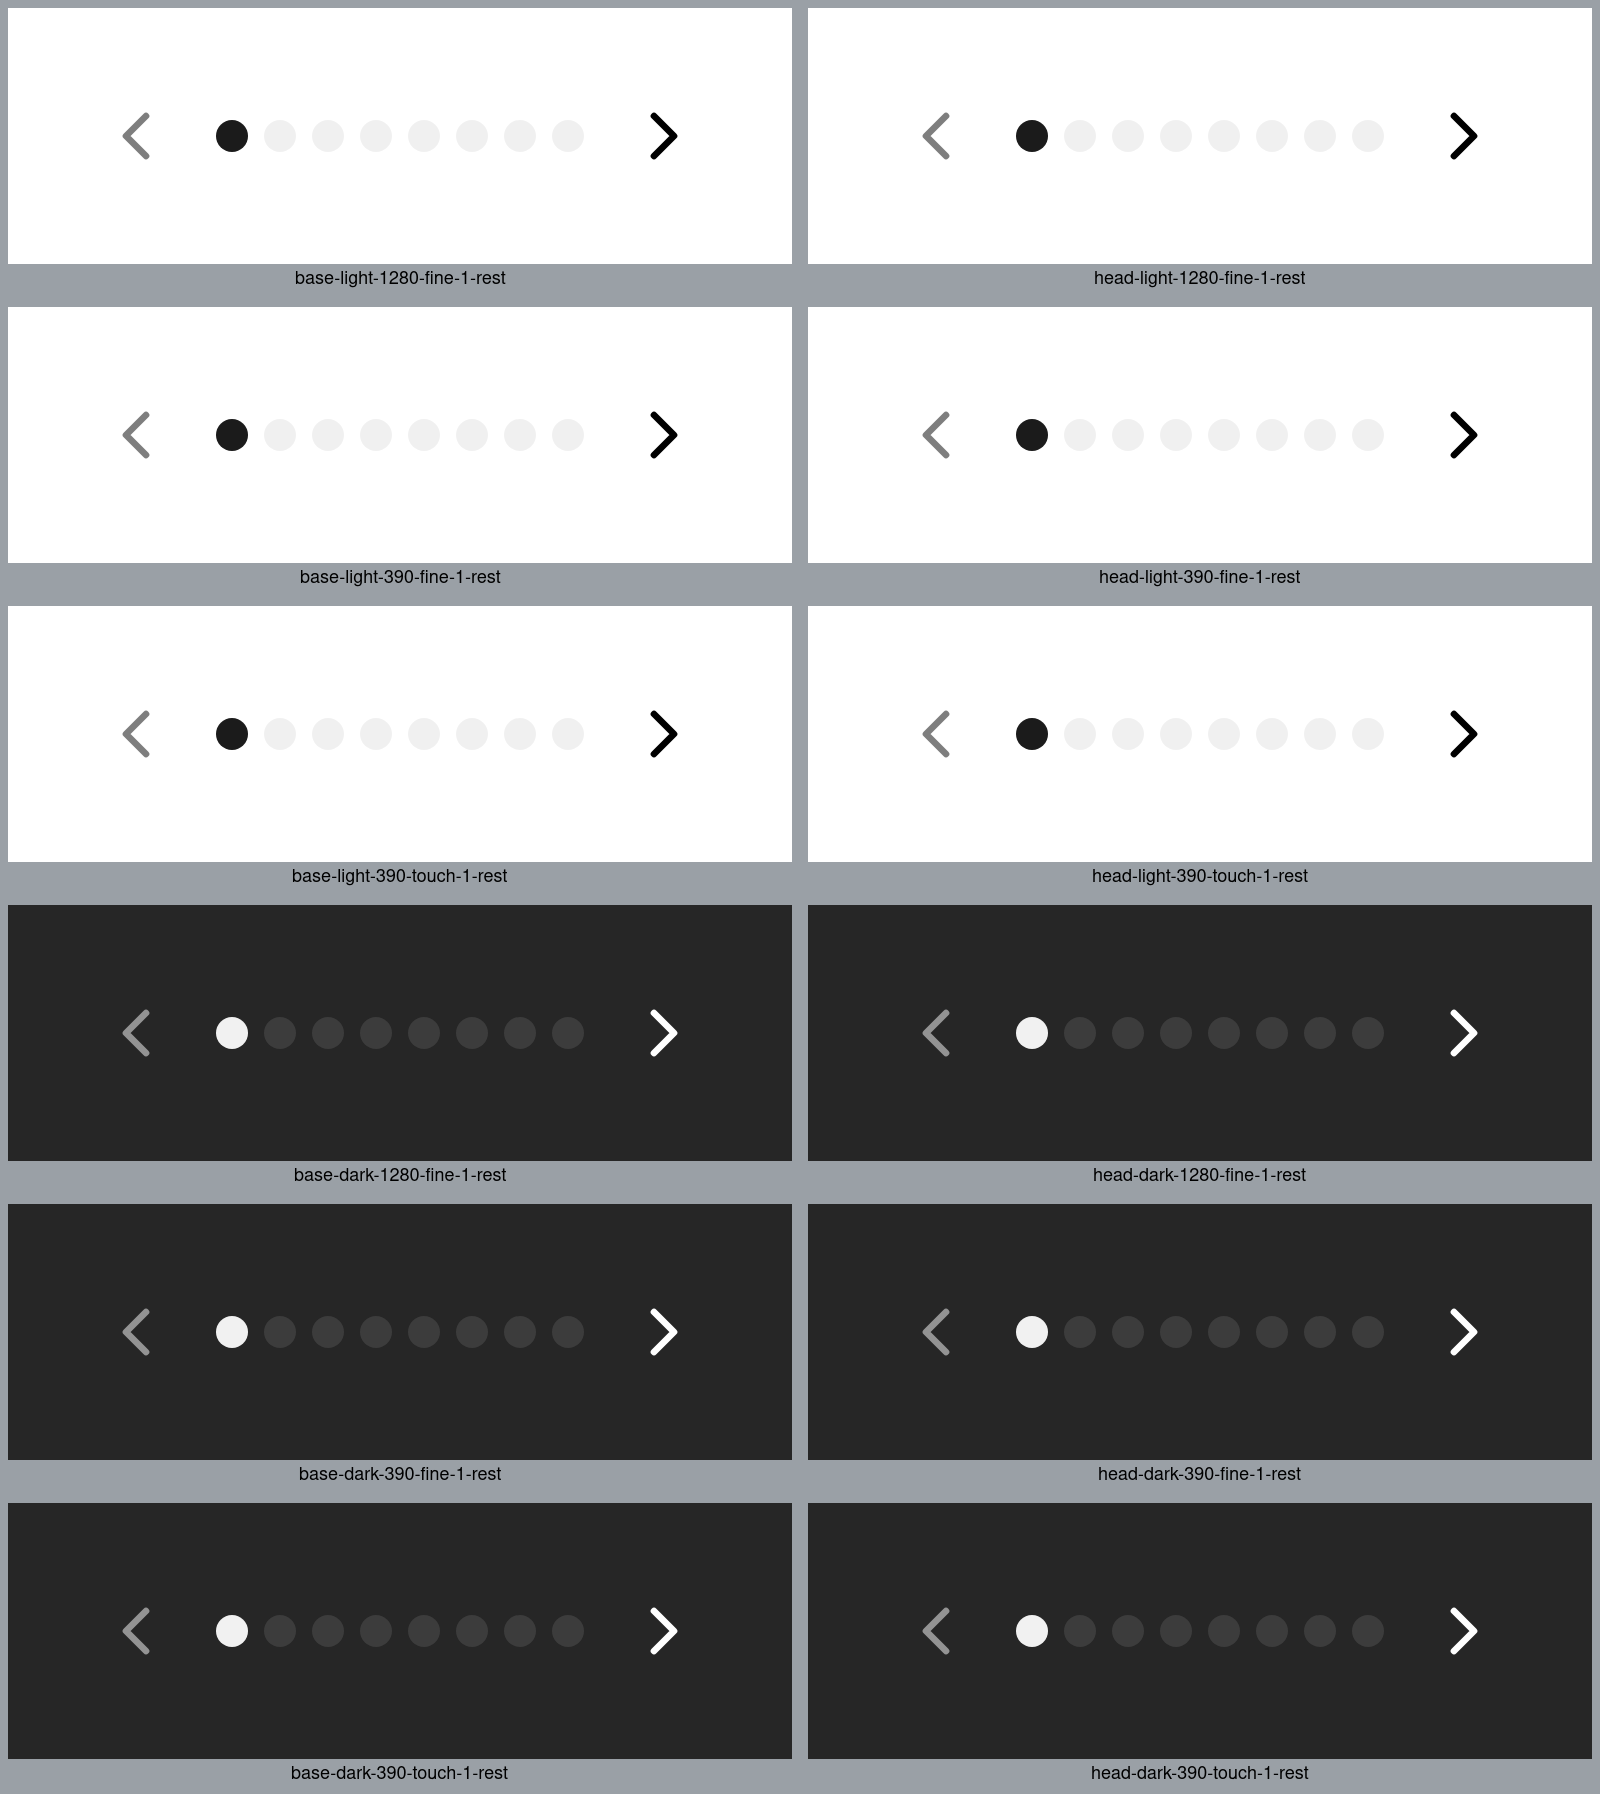 base-light-1280-fine-1-rest
head-light-1280-fine-1-rest
base-light-390-fine-1-rest
head-light-390-fine-1-rest
base-light-390-touch-1-rest
head-light-390-touch-1-rest
base-dark-1280-fine-1-rest
head-dark-1280-fine-1-rest
base-dark-390-fine-1-rest
head-dark-390-fine-1-rest
base-dark-390-touch-1-rest
head-dark-390-touch-1-rest